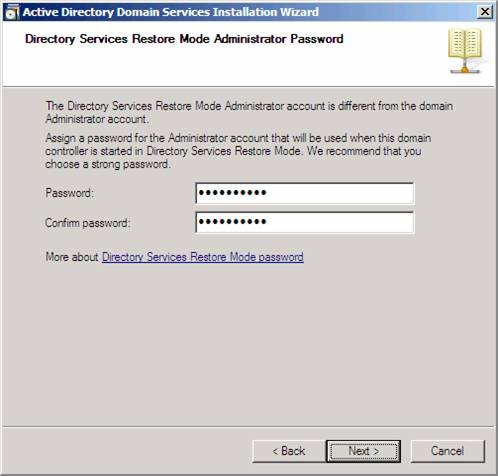 Active Directory Domain Services Installation Wizard
Directory Services Restore Mode Administrator Password
The Directory Services Restore Mode Administrator account is different from the domain
Administrator account.
Assign a password for the Administrator account that will be used when this domain
controller is started in Directory Services Restore Mode. We recommend that you
choose a strong password.
Password: ••••••••••
Confirm password: ••••••••••
More about Directory Services Restore Mode password
< Back Next > Cancel